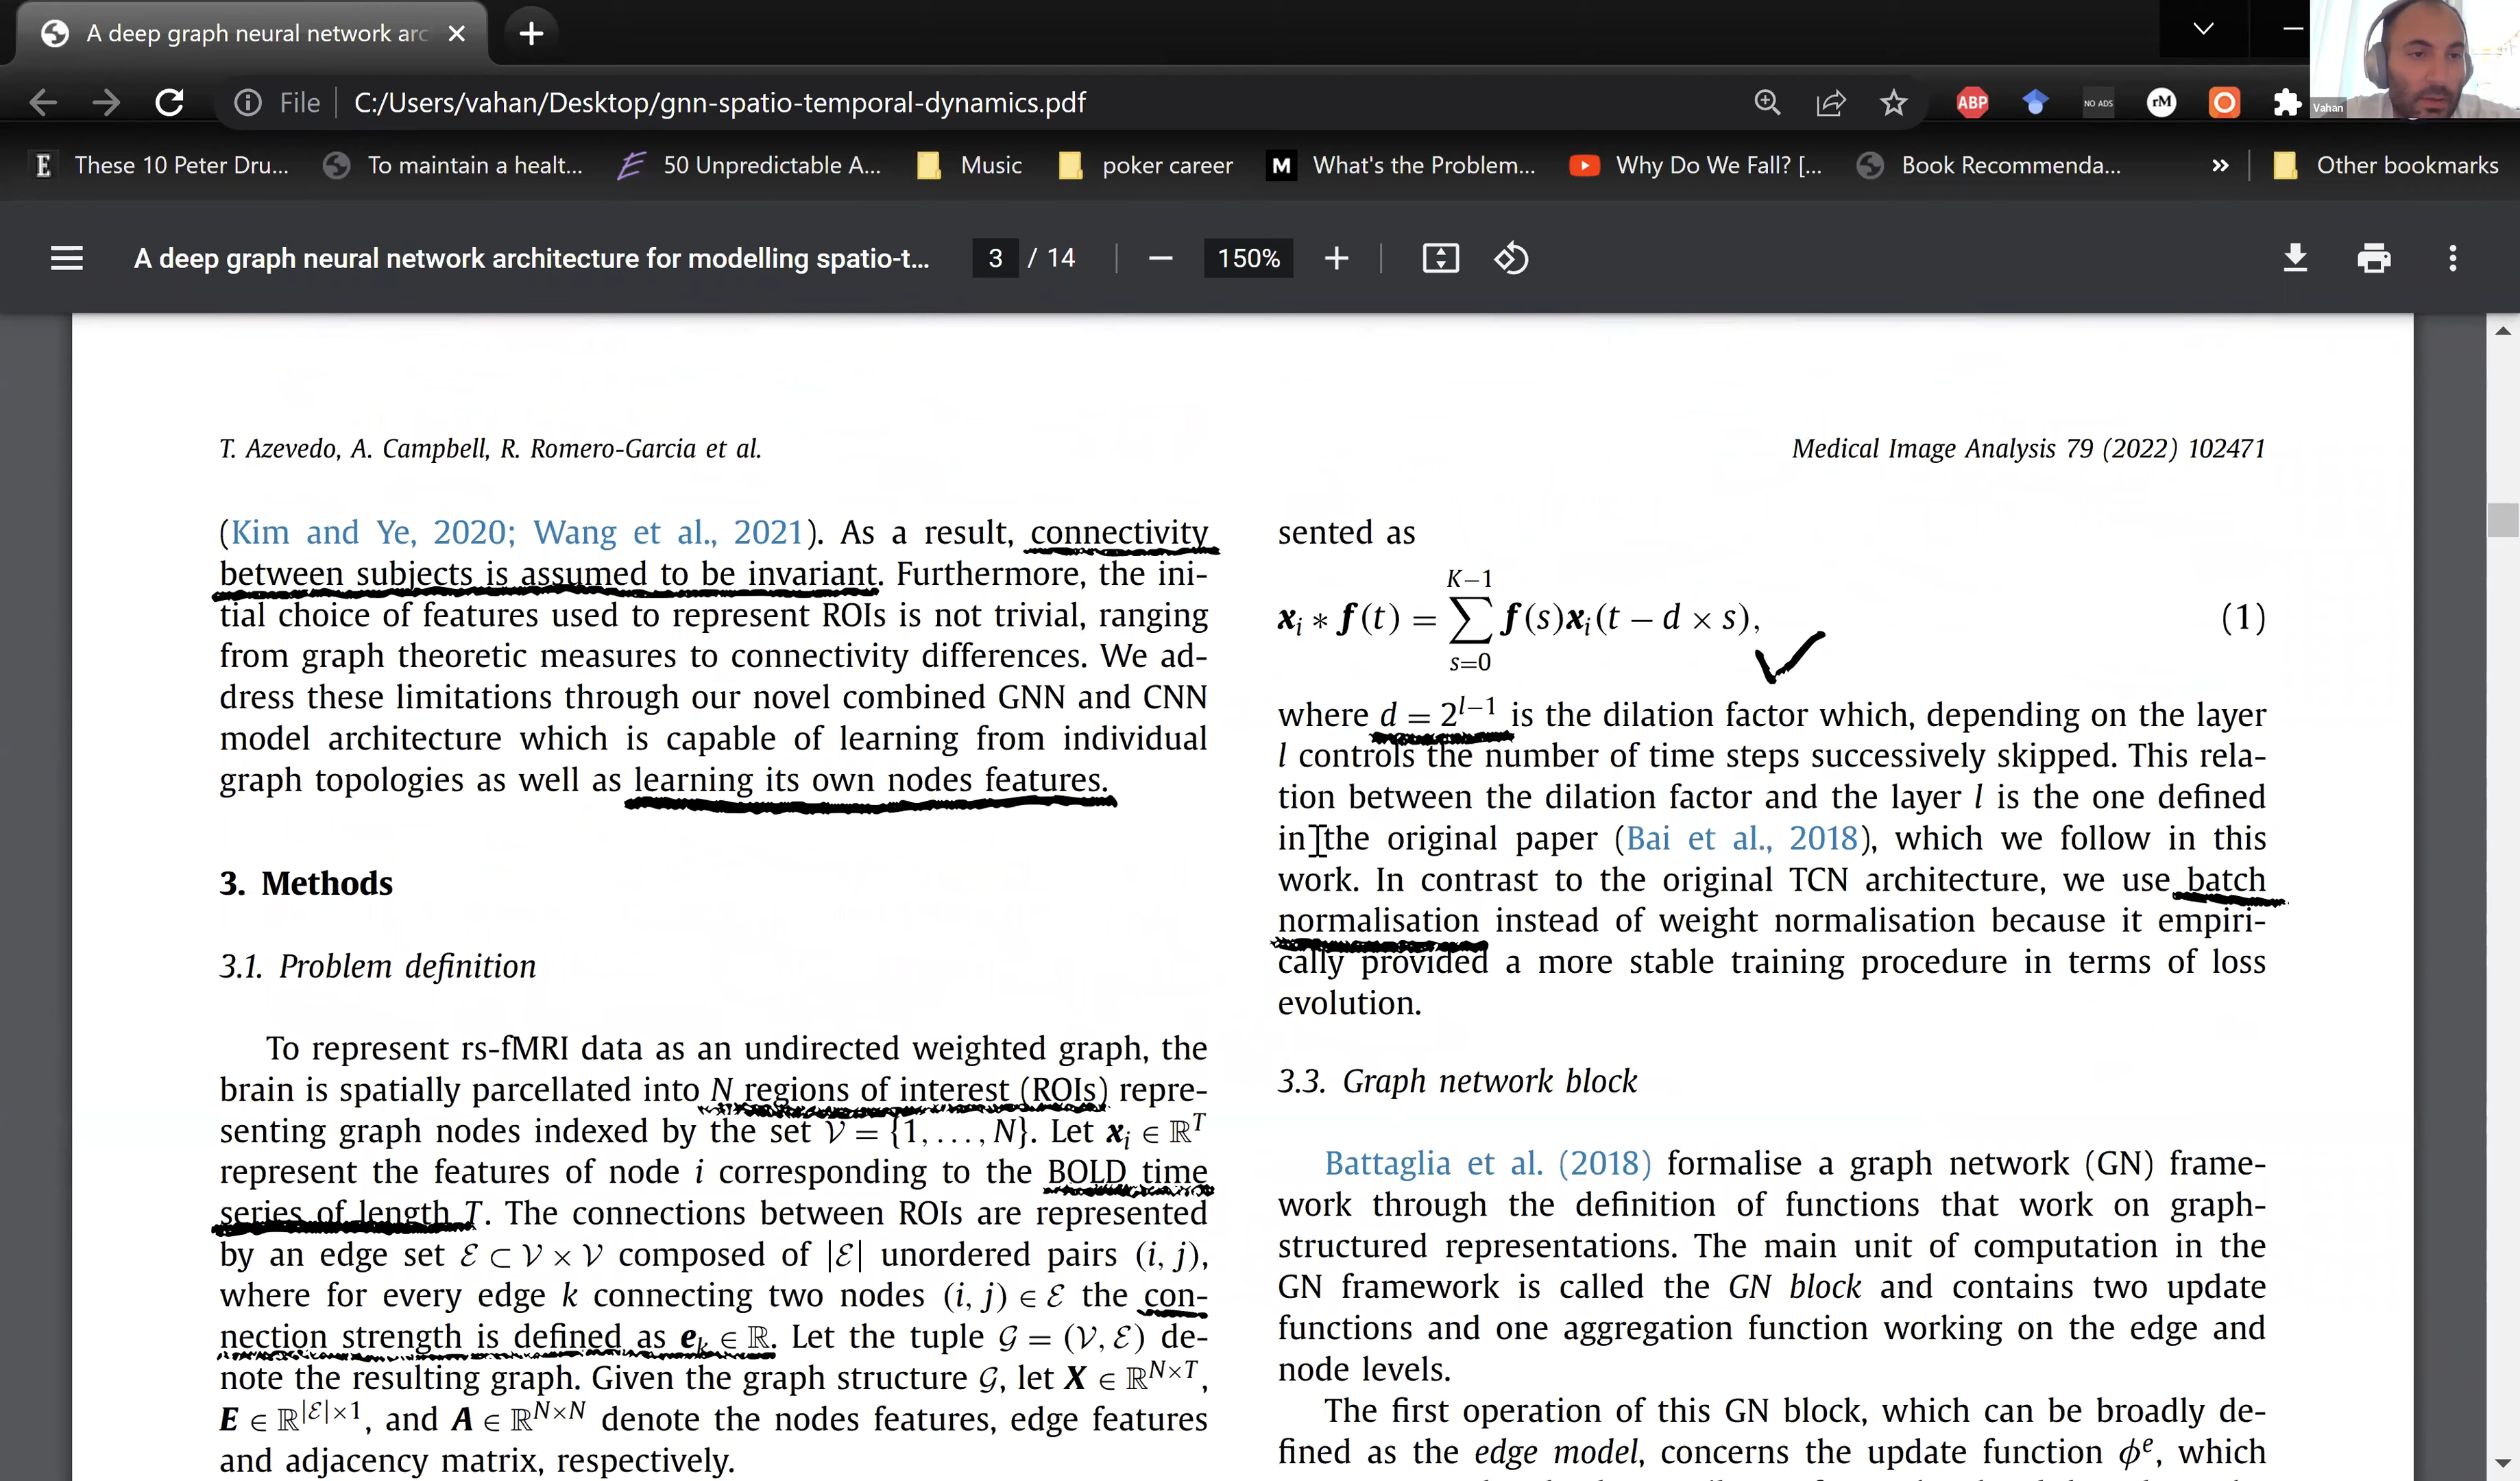 A deep graph neural network arc
Vahan
File
C:/Users/vahan/Desktop/gnn-spatio-temporal-dynamics.pdf
ABP
NO ADS
rM
E These 10 Peter Dru...
To maintain a healt...
50 Unpredictable A...
Music
poker career
M What's the Problem...
Why Do We Fall? [...
Book Recommenda...
»
Other bookmarks
A deep graph neural network architecture for modelling spatio-t...
3 / 14
150%
T. Azevedo, A. Campbell, R. Romero-Garcia et al.
Medical Image Analysis 79 (2022) 102471
(Kim and Ye, 2020; Wang et al., 2021). As a result, connectivity
between subjects is assumed to be invariant. Furthermore, the ini-
tial choice of features used to represent ROIs is not trivial, ranging
from graph theoretic measures to connectivity differences. We ad-
dress these limitations through our novel combined GNN and CNN
model architecture which is capable of learning from individual
graph topologies as well as learning its own nodes features.
3. Methods
3.1. Problem definition
To represent rs-fMRI data as an undirected weighted graph, the
brain is spatially parcellated into N regions of interest (ROIs) repre-
senting graph nodes indexed by the set 𝒱 = {1, . . . , N}. Let xᵢ ∈ ℝᵀ
represent the features of node i corresponding to the BOLD time
series of length T. The connections between ROIs are represented
by an edge set ℰ ⊂ 𝒱 × 𝒱 composed of |ℰ| unordered pairs (i, j),
where for every edge k connecting two nodes (i, j) ∈ ℰ the con-
nection strength is defined as eₖ ∈ ℝ. Let the tuple 𝒢 = (𝒱, ℰ) de-
note the resulting graph. Given the graph structure 𝒢, let X ∈ ℝ^{N×T},
E ∈ ℝ^{|ℰ|×1}, and A ∈ ℝ^{N×N} denote the nodes features, edge features
and adjacency matrix, respectively.
sented as
xᵢ ∗ f(t) = ∑_{s=0}^{K−1} f(s)xᵢ(t − d × s), (1)
where d = 2^{l−1} is the dilation factor which, depending on the layer
l controls the number of time steps successively skipped. This rela-
tion between the dilation factor and the layer l is the one defined
in the original paper (Bai et al., 2018), which we follow in this
work. In contrast to the original TCN architecture, we use batch
normalisation instead of weight normalisation because it empiri-
cally provided a more stable training procedure in terms of loss
evolution.
3.3. Graph network block
Battaglia et al. (2018) formalise a graph network (GN) frame-
work through the definition of functions that work on graph-
structured representations. The main unit of computation in the
GN framework is called the GN block and contains two update
functions and one aggregation function working on the edge and
node levels.
The first operation of this GN block, which can be broadly de-
fined as the edge model, concerns the update function ϕᵉ, which